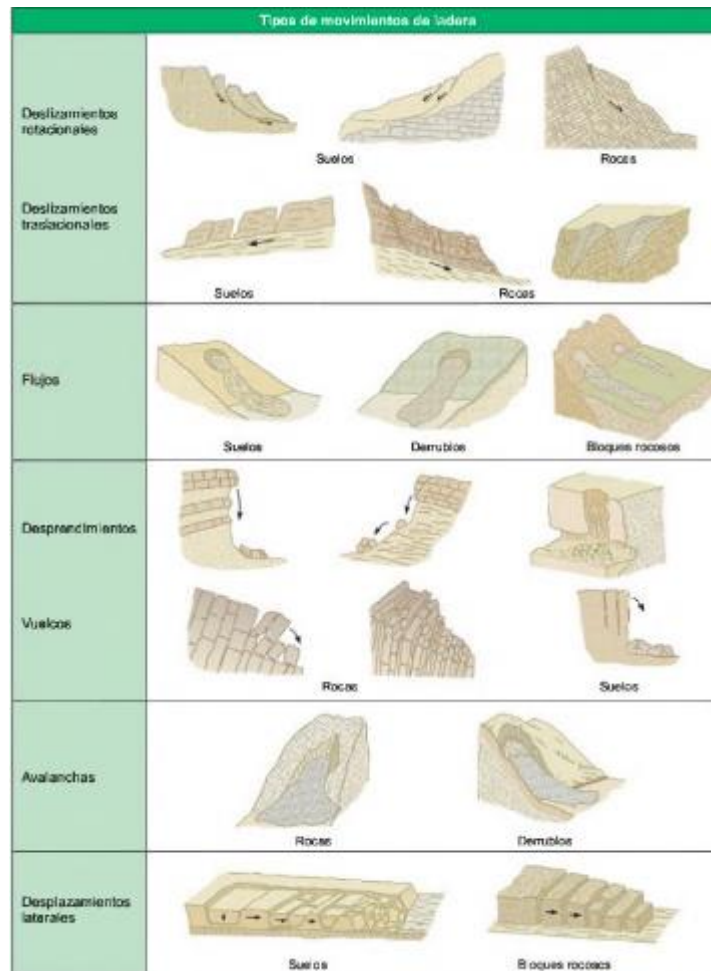 Tipos de movimientos de ladera
Deslizamientos
rotacionales
Suelos
Rocas
Deslizamientos
traslacionales
Suelos
Rocas
Flujos
Suelos
Derrubios
Bloques rocosos
Desprendimientos
Vuelcos
Rocas
Suelos
Avalanchas
Rocas
Derrubios
Desplazamientos
laterales
Suelos
Bloques rocosos